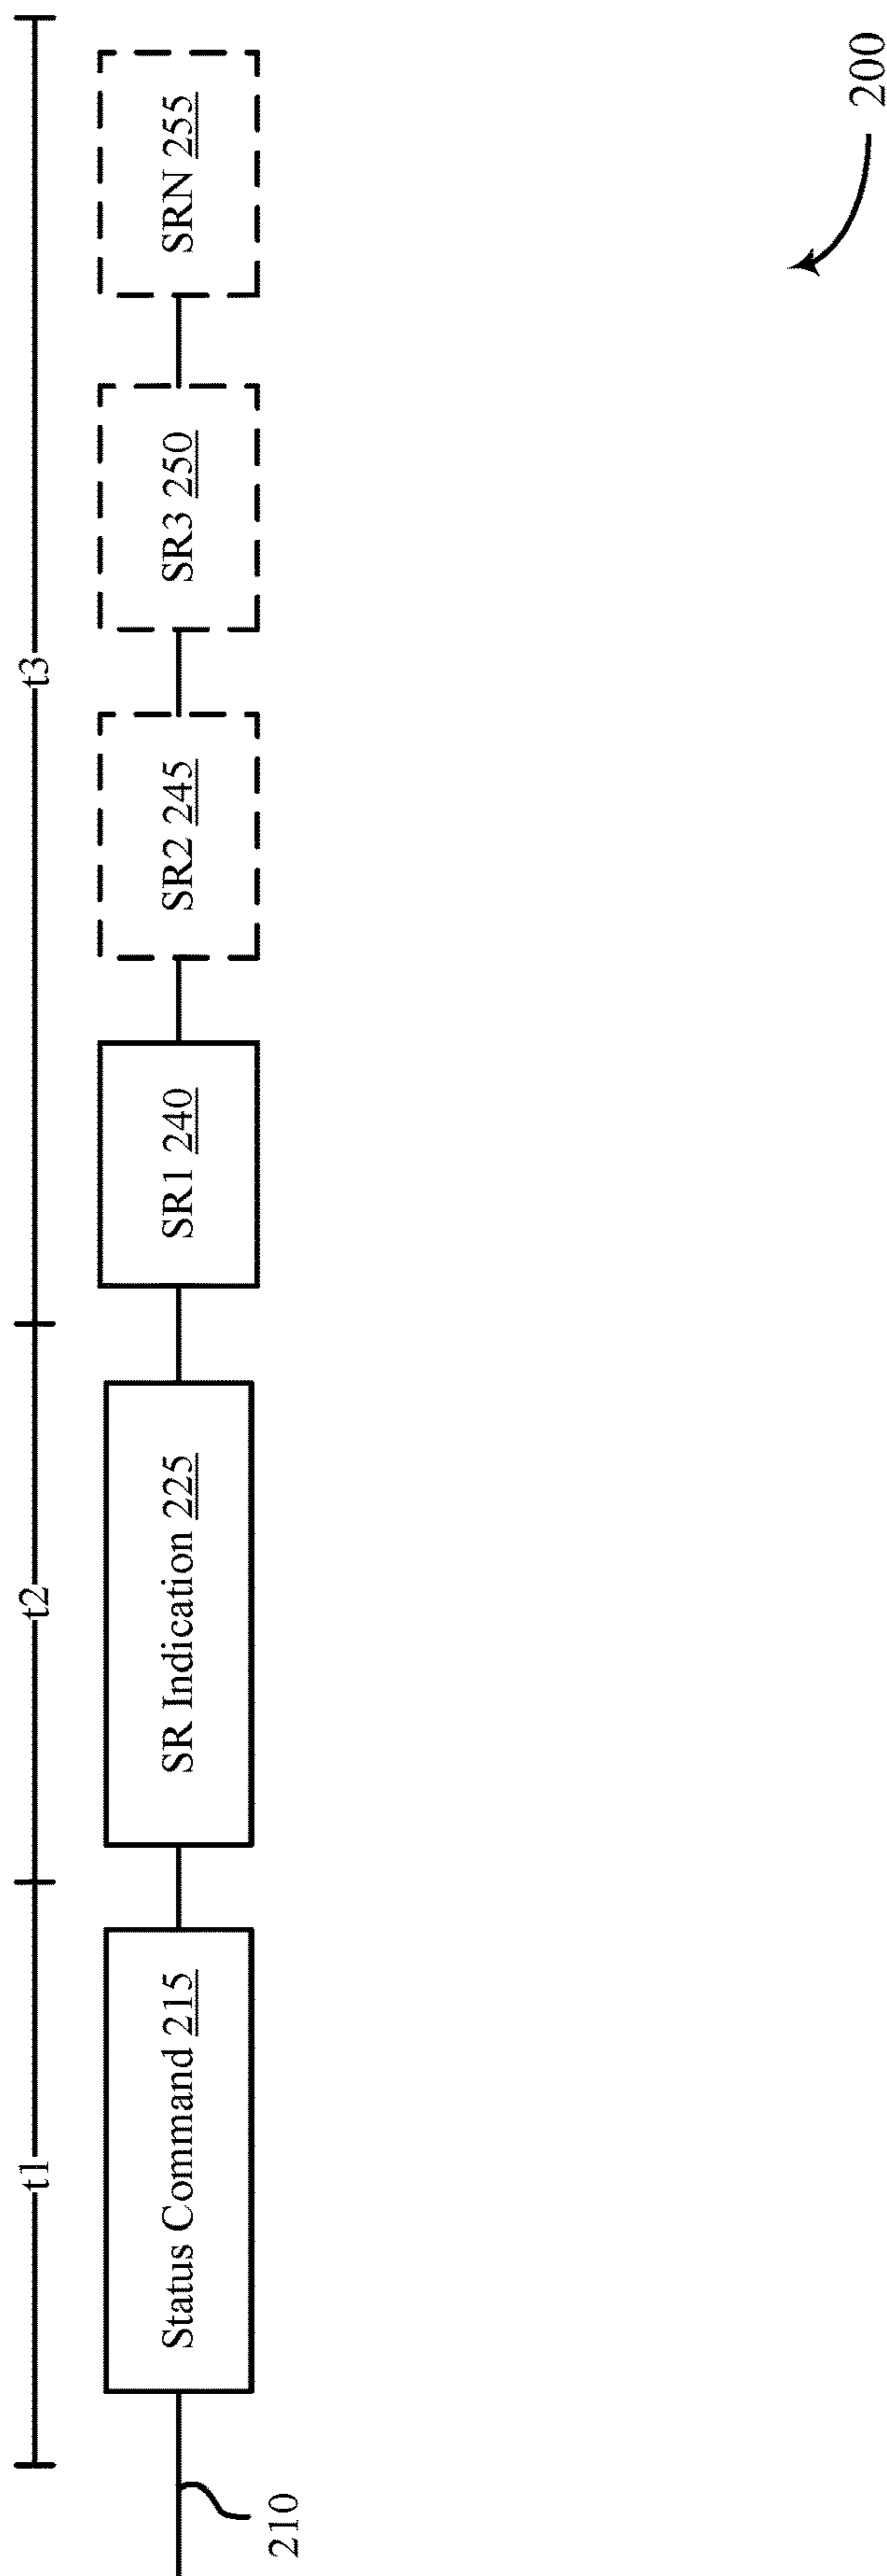 t1
t2
t3
210
Status Command 215
SR Indication 225
SR1 240
SR2 245
SR3 250
SRN 255
200